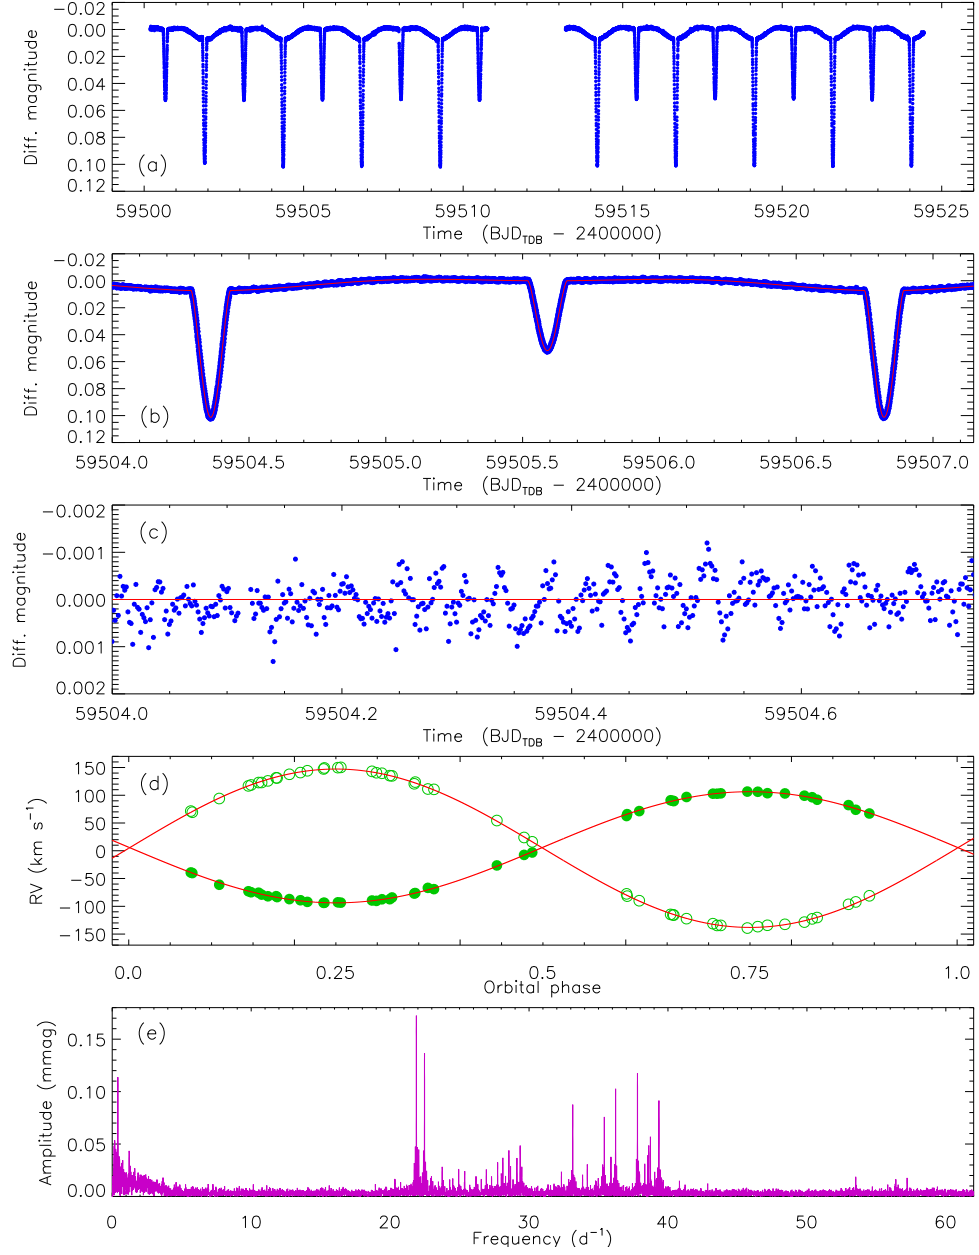 -0.02
0.00
0.02
0.04
0.06
0.08
0.10
0.12
Diff. magnitude
(a)
59500 59505 59510 59515 59520 59525
Time (BJD_TDB − 2400000)
-0.02
0.00
0.02
0.04
0.06
0.08
0.10
0.12
Diff. magnitude
(b)
59504.0 59504.5 59505.0 59505.5 59506.0 59506.5 59507.0
Time (BJD_TDB − 2400000)
-0.002
-0.001
0.000
0.001
0.002
Diff. magnitude
(c)
59504.0 59504.2 59504.4 59504.6
Time (BJD_TDB − 2400000)
150
100
50
0
-50
-100
-150
RV (km s⁻¹)
(d)
0.0 0.25 0.5 0.75 1.0
Orbital phase
0.15
0.10
0.05
0.00
Amplitude (mmag)
(e)
0 10 20 30 40 50 60
Frequency (d⁻¹)